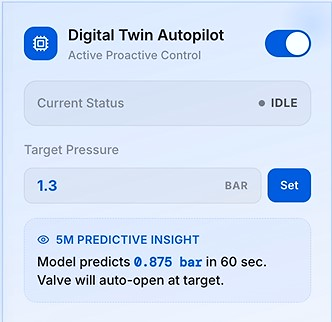 Digital Twin Autopilot
Active Proactive Control
Current Status
IDLE
Target Pressure
1.3
BAR
Set
5M PREDICTIVE INSIGHT
Model predicts 0.875 bar in 60 sec.
Valve will auto-open at target.